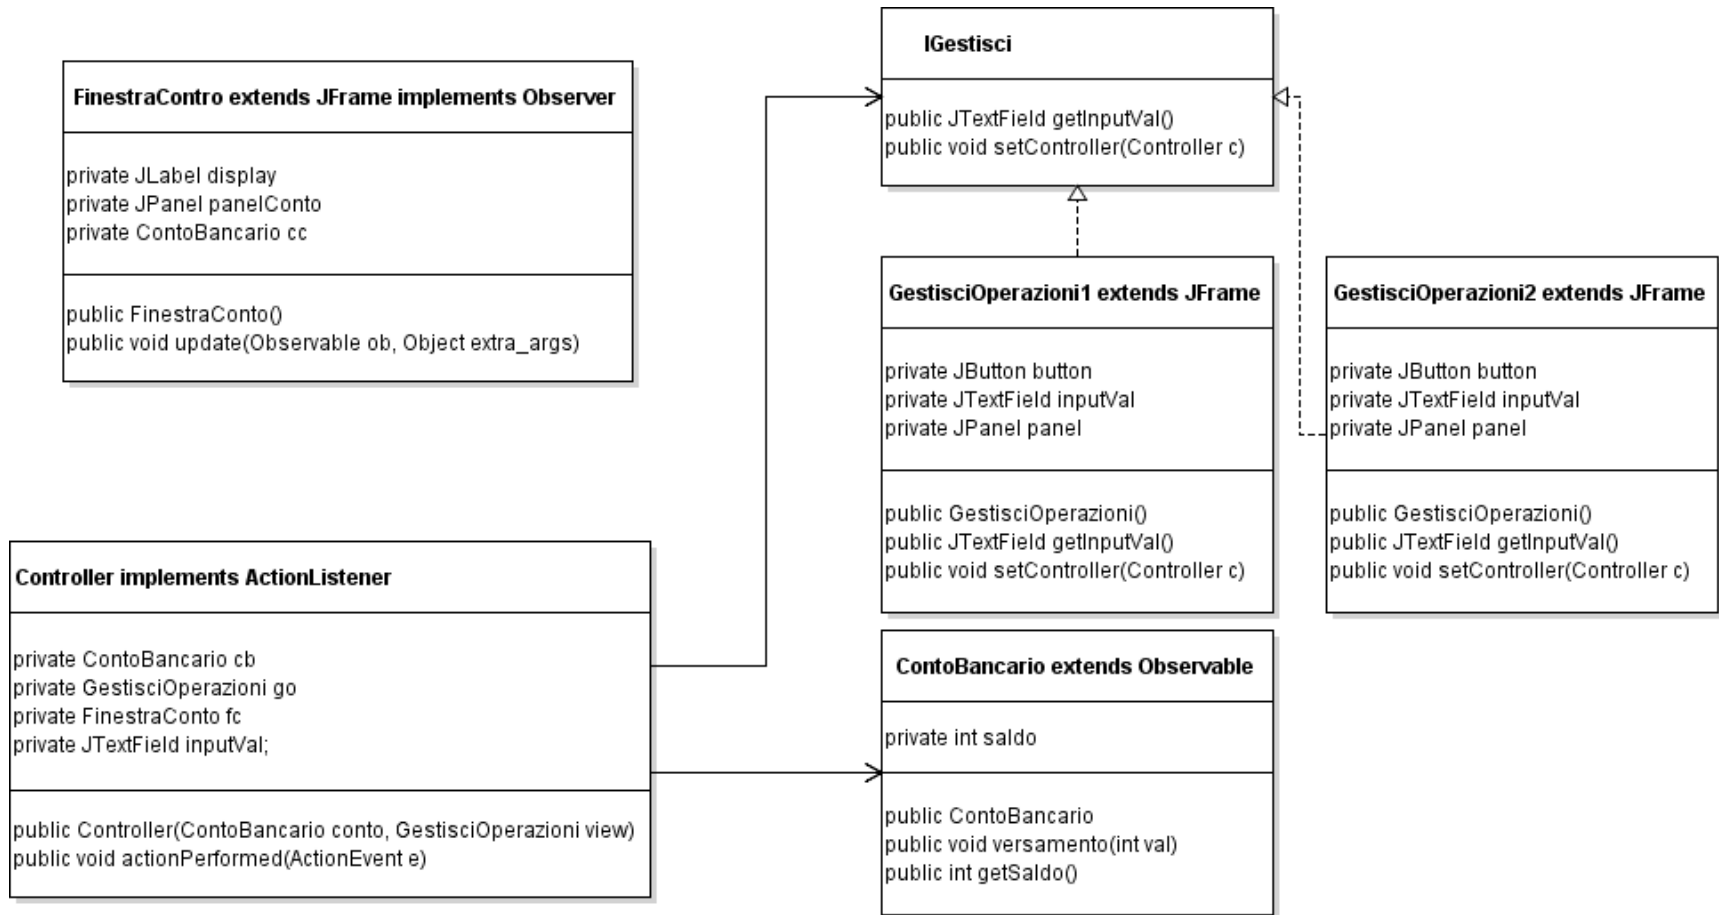 FinestraContro extends JFrame implements Observer
private JLabel display
private JPanel panelConto
private ContoBancario cc
public FinestraConto()
public void update(Observable ob, Object extra_args)
IGestisci
public JTextField getInputVal()
public void setController(Controller c)
GestisciOperazioni1 extends JFrame
private JButton button
private JTextField inputVal
private JPanel panel
public GestisciOperazioni()
public JTextField getInputVal()
public void setController(Controller c)
GestisciOperazioni2 extends JFrame
private JButton button
private JTextField inputVal
private JPanel panel
public GestisciOperazioni()
public JTextField getInputVal()
public void setController(Controller c)
Controller implements ActionListener
private ContoBancario cb
private GestisciOperazioni go
private FinestraConto fc
private JTextField inputVal;
public Controller(ContoBancario conto, GestisciOperazioni view)
public void actionPerformed(ActionEvent e)
ContoBancario extends Observable
private int saldo
public ContoBancario
public void versamento(int val)
public int getSaldo()